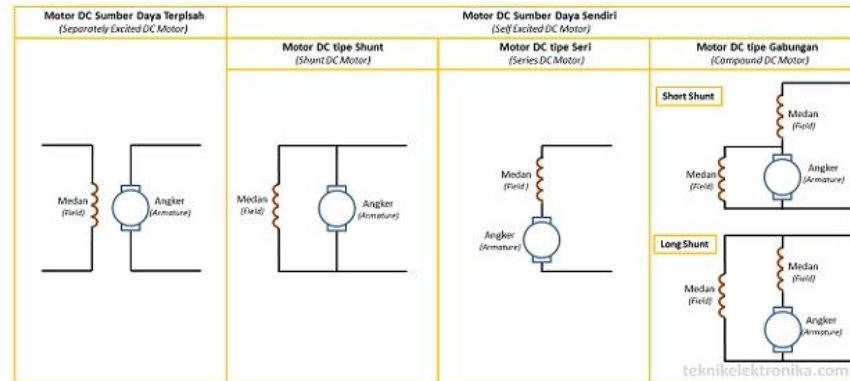 Motor DC Sumber Daya Terpisah
(Separately Excited DC Motor)
Motor DC Sumber Daya Sendiri
(Self Excited DC Motor)
Motor DC tipe Shunt
(Shunt DC Motor)
Motor DC tipe Seri
(Series DC Motor)
Motor DC tipe Gabungan
(Compound DC Motor)
Medan
(Field)
Angker
(Armature)
Medan
(Field)
Angker
(Armature)
Medan
(Field)
Angker
(Armature)
Short Shunt
Medan
(Field)
Medan
(Field)
Angker
(Armature)
Long Shunt
Medan
(Field)
Medan
(Field)
Angker
(Armature)
teknikelektronika.com